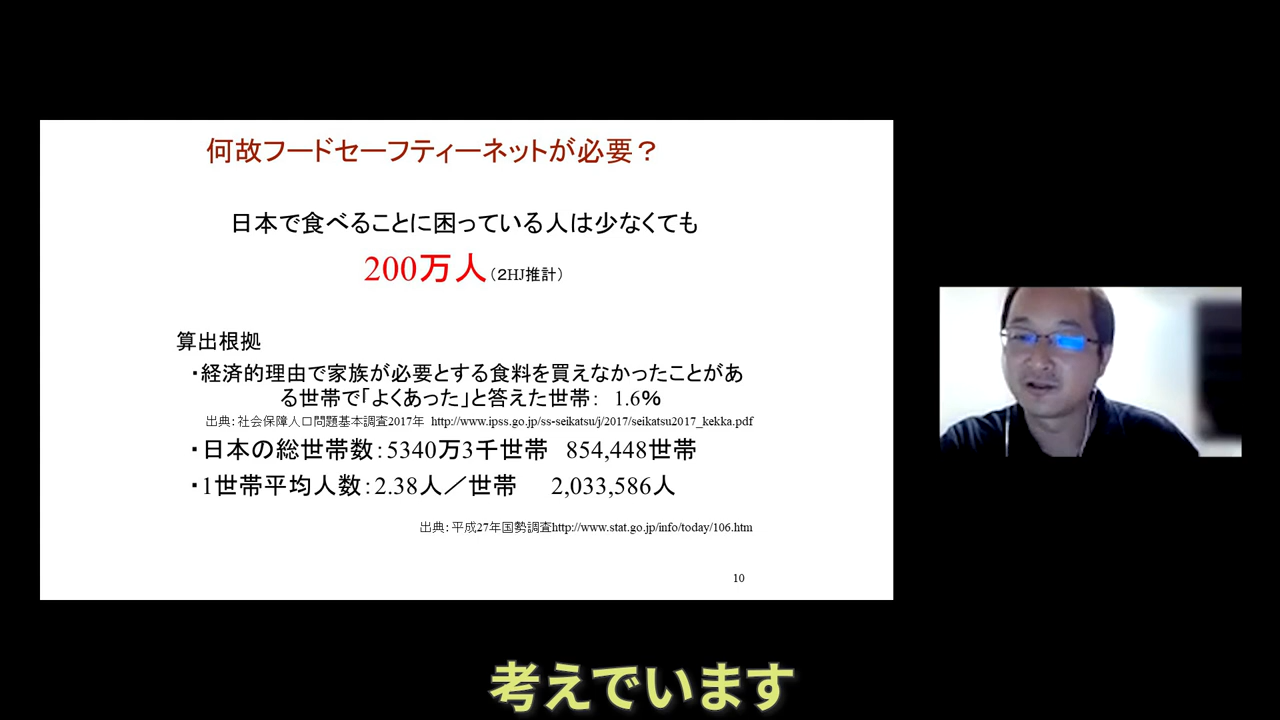 何故フードセーフティーネットが必要？
日本で食べることに困っている人は少なくても
200万人（2HJ推計）
算出根拠
・経済的理由で家族が必要とする食料を買えなかったことがあ
る世帯で「よくあった」と答えた世帯： 1.6%
出典：社会保障人口問題基本調査2017年 http://www.ipss.go.jp/ss-seikatsu/j/2017/seikatsu2017_kekka.pdf
・日本の総世帯数：5340万3千世帯 854,448世帯
・1世帯平均人数：2.38人／世帯 2,033,586人
出典：平成27年国勢調査http://www.stat.go.jp/info/today/106.htm
10
考えでいます